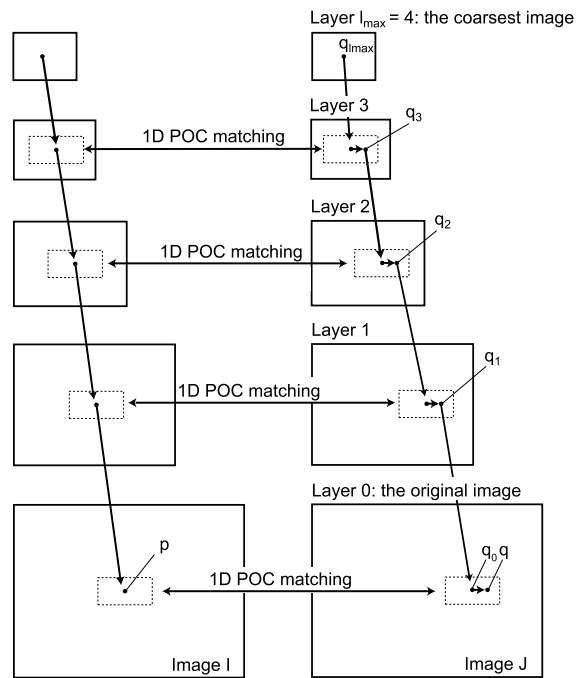 Layer lmax = 4: the coarsest image
qlmax
Layer 3
q3
1D POC matching
Layer 2
q2
1D POC matching
Layer 1
q1
1D POC matching
Layer 0: the original image
p
q0 q
1D POC matching
Image I
Image J